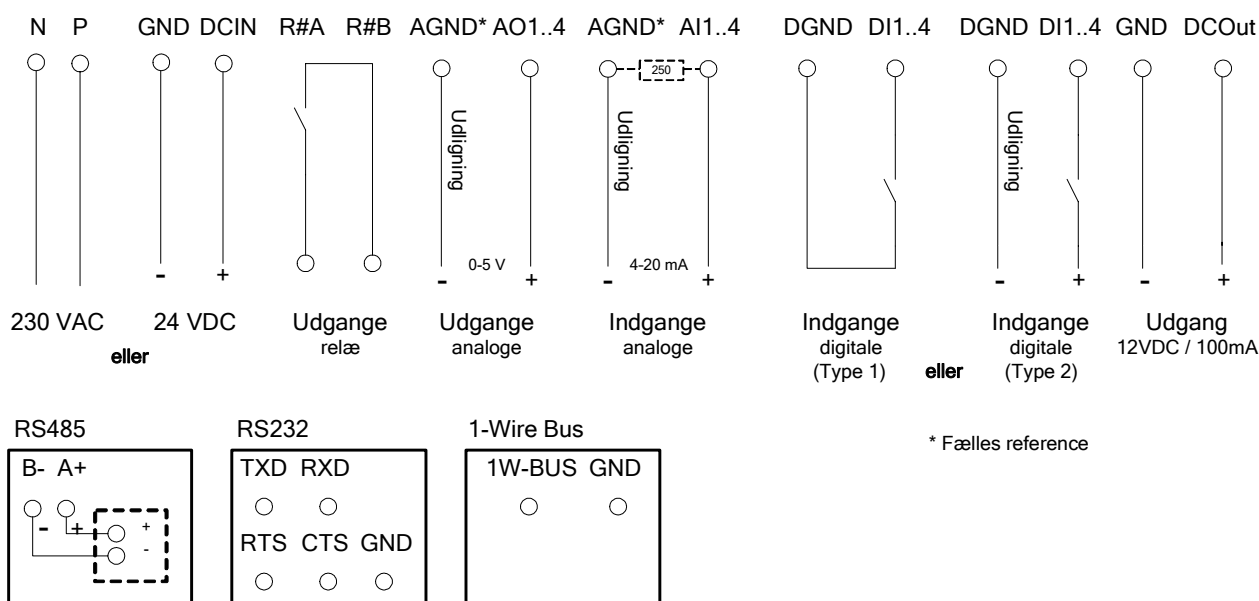 N P GND DCIN R#A R#B AGND* AO1..4 AGND* AI1..4 DGND DI1..4 DGND DI1..4 GND DCOut
250
Udligning Udligning Udligning
0-5 V 4-20 mA
- + - + - + - + - +
230 VAC 24 VDC Udgange Udgange Indgange Indgange Indgange Udgang
eller relæ analoge analoge digitale digitale 12VDC / 100mA
(Type 1) eller (Type 2)
RS485 RS232 1-Wire Bus
* Fælles reference
B- A+ TXD RXD 1W-BUS GND
- + +
-
RTS CTS GND